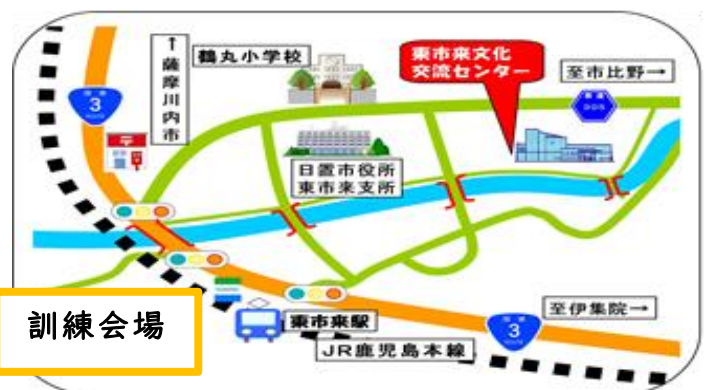 ↑薩摩川内市
鶴丸小学校
東市来文化
交流センター
至市比野→
3
日置市役所
東市来支所
訓練会場
東市来駅
JR鹿児島本線
至伊集院→
3